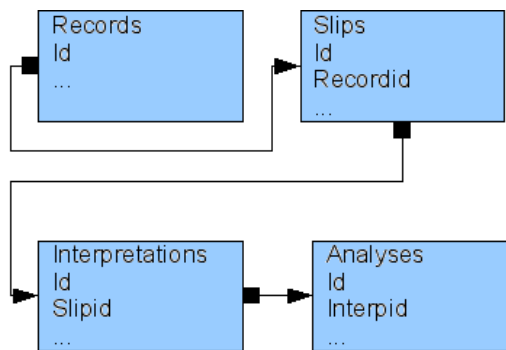 Records
Id
...
Slips
Id
Recordid
...
Interpretations
Id
Slipid
...
Analyses
Id
Interpid
...